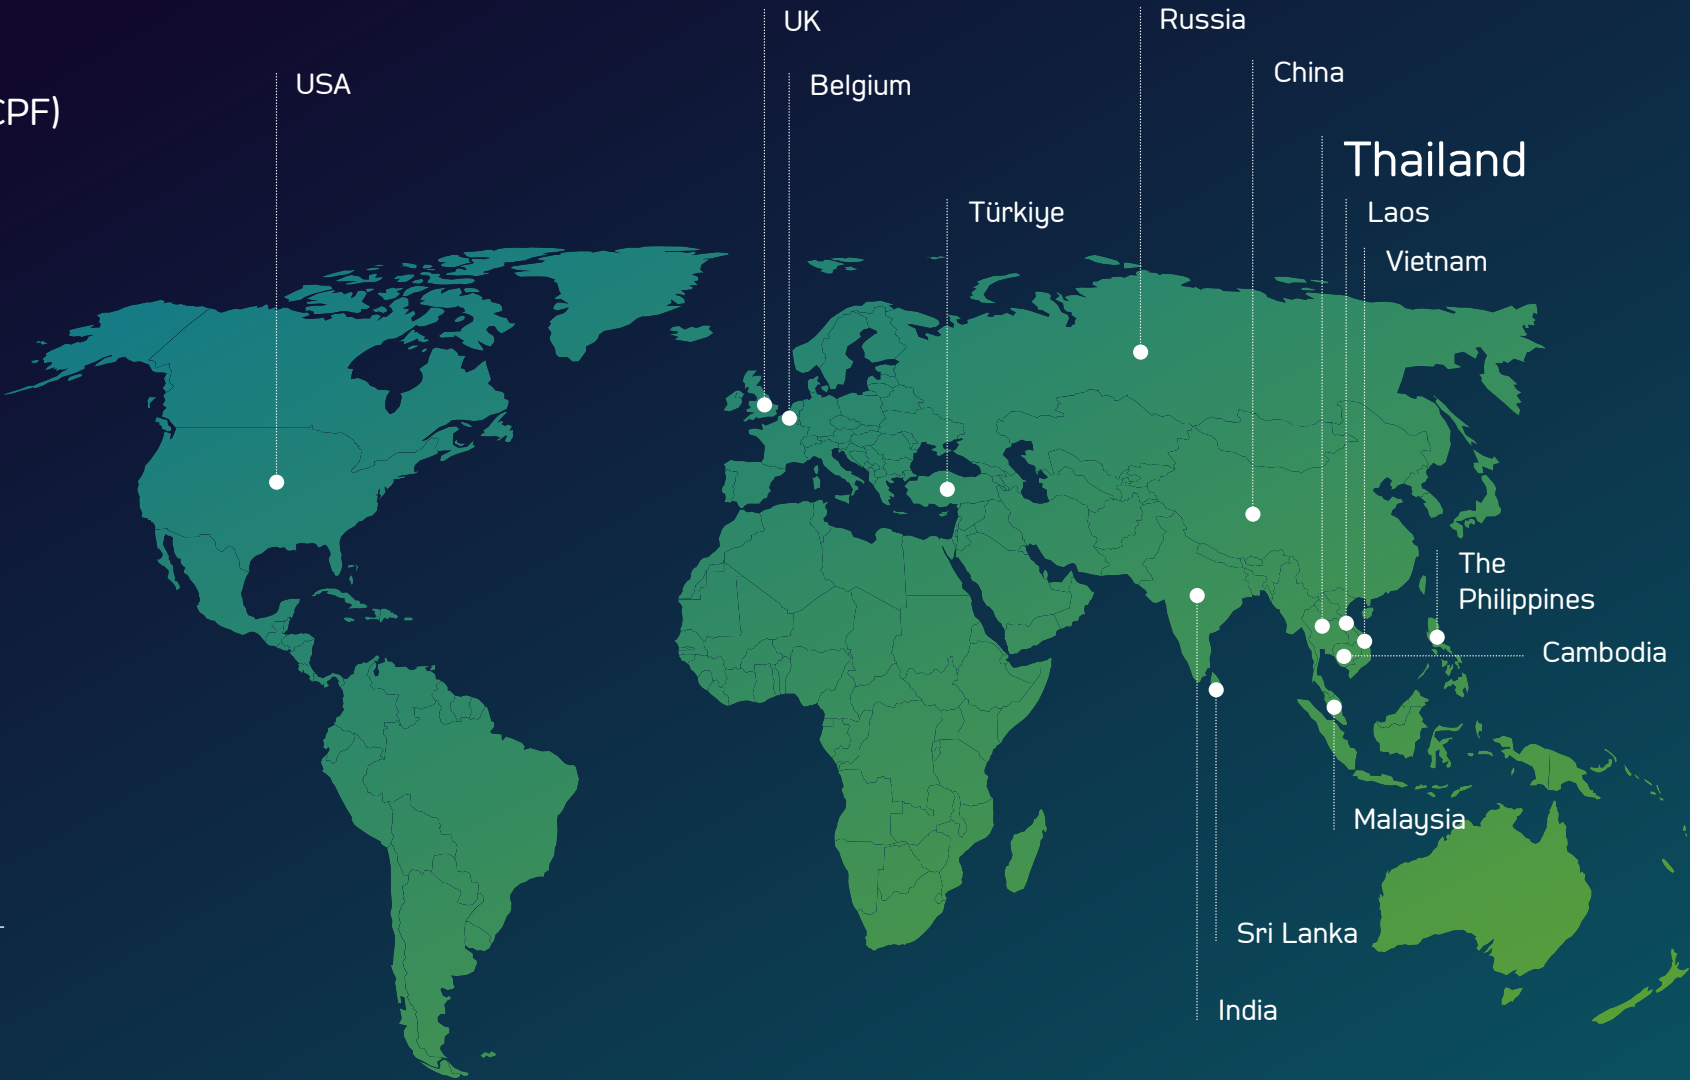 CPF)
USA
UK
Belgium
Türkiye
Russia
China
Thailand
Laos
Vietnam
The
Philippines
Cambodia
Malaysia
Sri Lanka
India